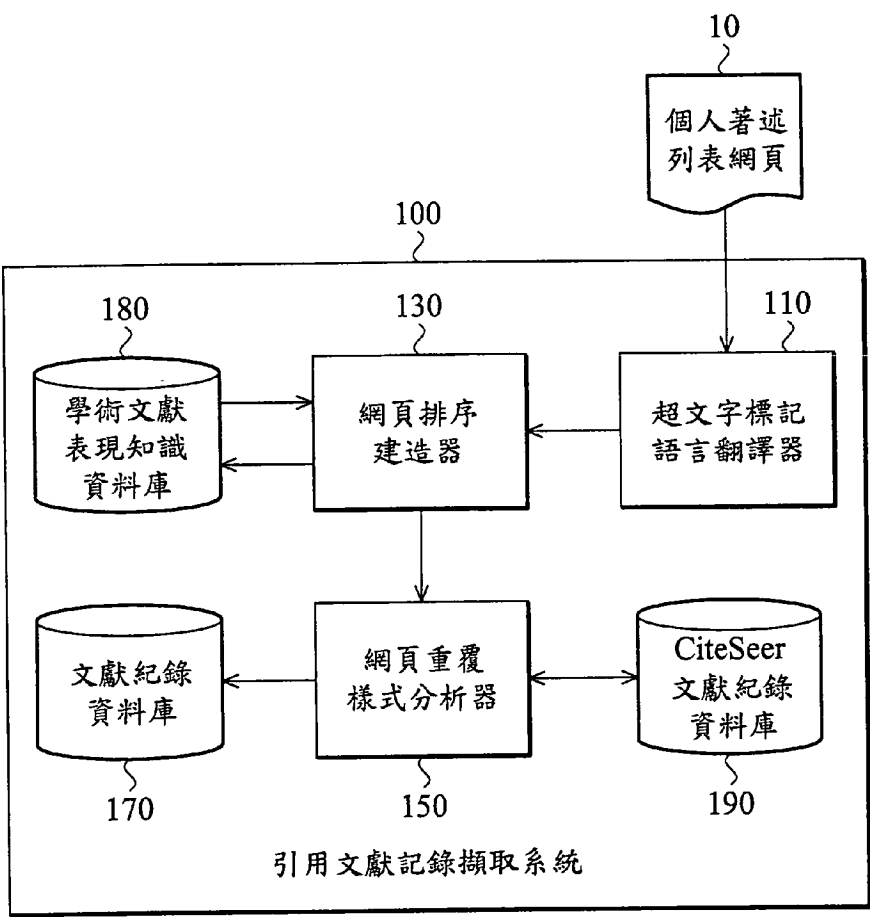 10
個人著述
列表網頁
100
180
130
110
學術文獻
表現知識
資料庫
網頁排序
建造器
超文字標記
語言翻譯器
文獻紀錄
資料庫
網頁重覆
樣式分析器
CiteSeer
文獻紀錄
資料庫
170
150
190
引用文獻記錄擷取系統